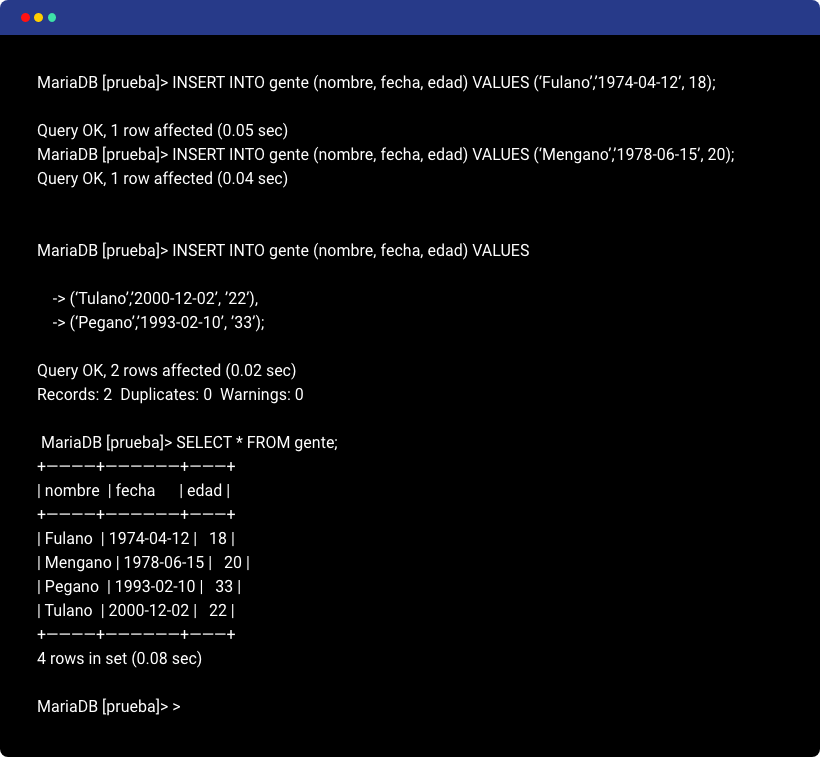 MariaDB [prueba]> INSERT INTO gente (nombre, fecha, edad) VALUES (‘Fulano’,’1974-04-12’, 18);
Query OK, 1 row affected (0.05 sec)
MariaDB [prueba]> INSERT INTO gente (nombre, fecha, edad) VALUES (‘Mengano’,’1978-06-15’, 20);
Query OK, 1 row affected (0.04 sec)
MariaDB [prueba]> INSERT INTO gente (nombre, fecha, edad) VALUES
-> (‘Tulano’,’2000-12-02’, ’22’),
-> (‘Pegano’,’1993-02-10’, ’33’);
Query OK, 2 rows affected (0.02 sec)
Records: 2  Duplicates: 0  Warnings: 0
MariaDB [prueba]> SELECT * FROM gente;
+————+——————+———+
| nombre  | fecha      | edad |
+————+——————+———+
| Fulano  | 1974-04-12 |   18 |
| Mengano | 1978-06-15 |   20 |
| Pegano  | 1993-02-10 |   33 |
| Tulano  | 2000-12-02 |   22 |
+————+——————+———+
4 rows in set (0.08 sec)
MariaDB [prueba]> >